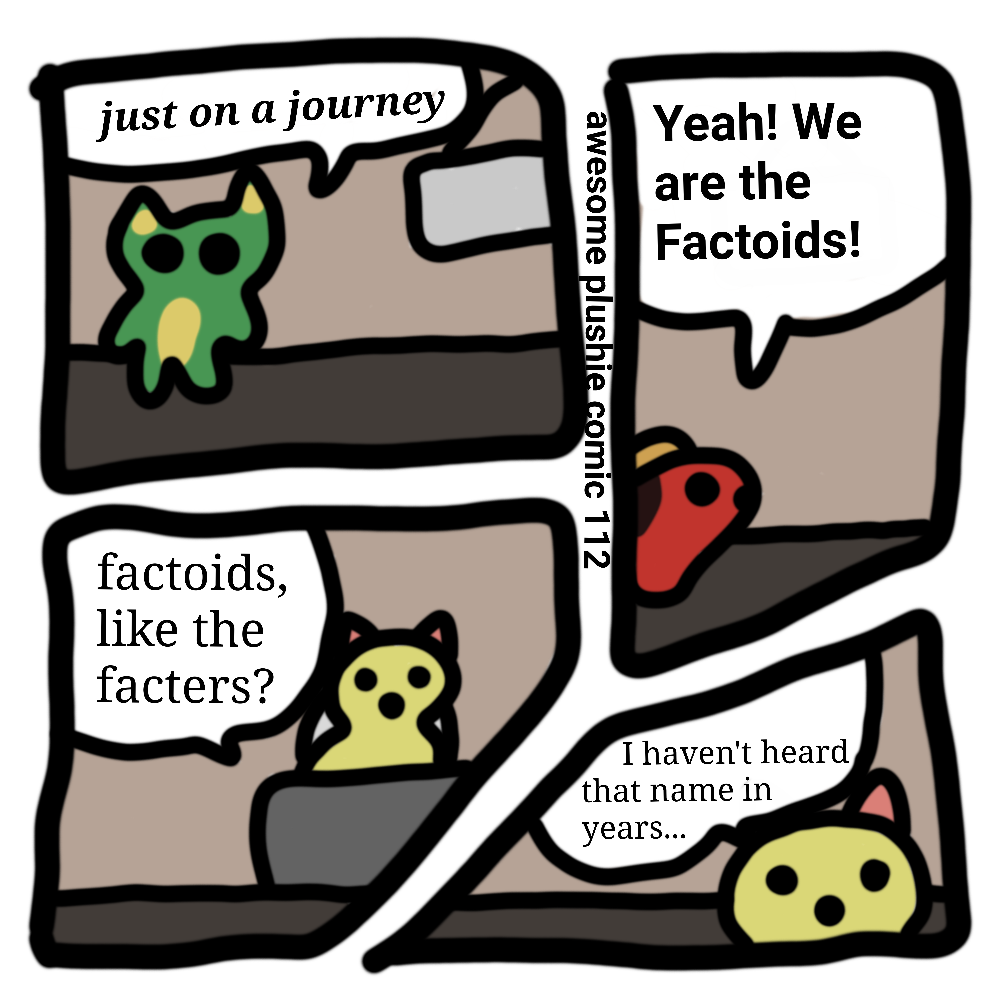 just on a journey
Yeah! We
are the
Factoids!
awesome plushie comic 112
factoids,
like the
facters?
I haven't heard
that name in
years...